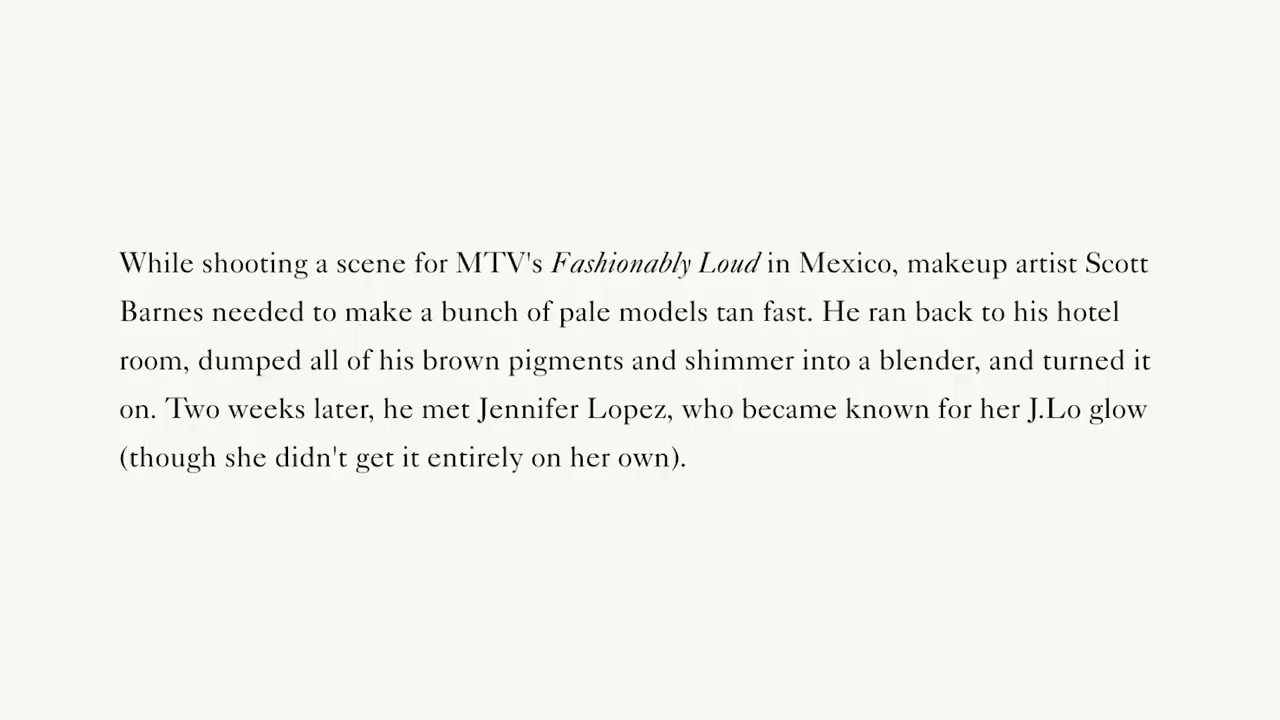 While shooting a scene for MTV's Fashionably Loud in Mexico, makeup artist Scott
Barnes needed to make a bunch of pale models tan fast. He ran back to his hotel
room, dumped all of his brown pigments and shimmer into a blender, and turned it
on. Two weeks later, he met Jennifer Lopez, who became known for her J.Lo glow
(though she didn't get it entirely on her own).